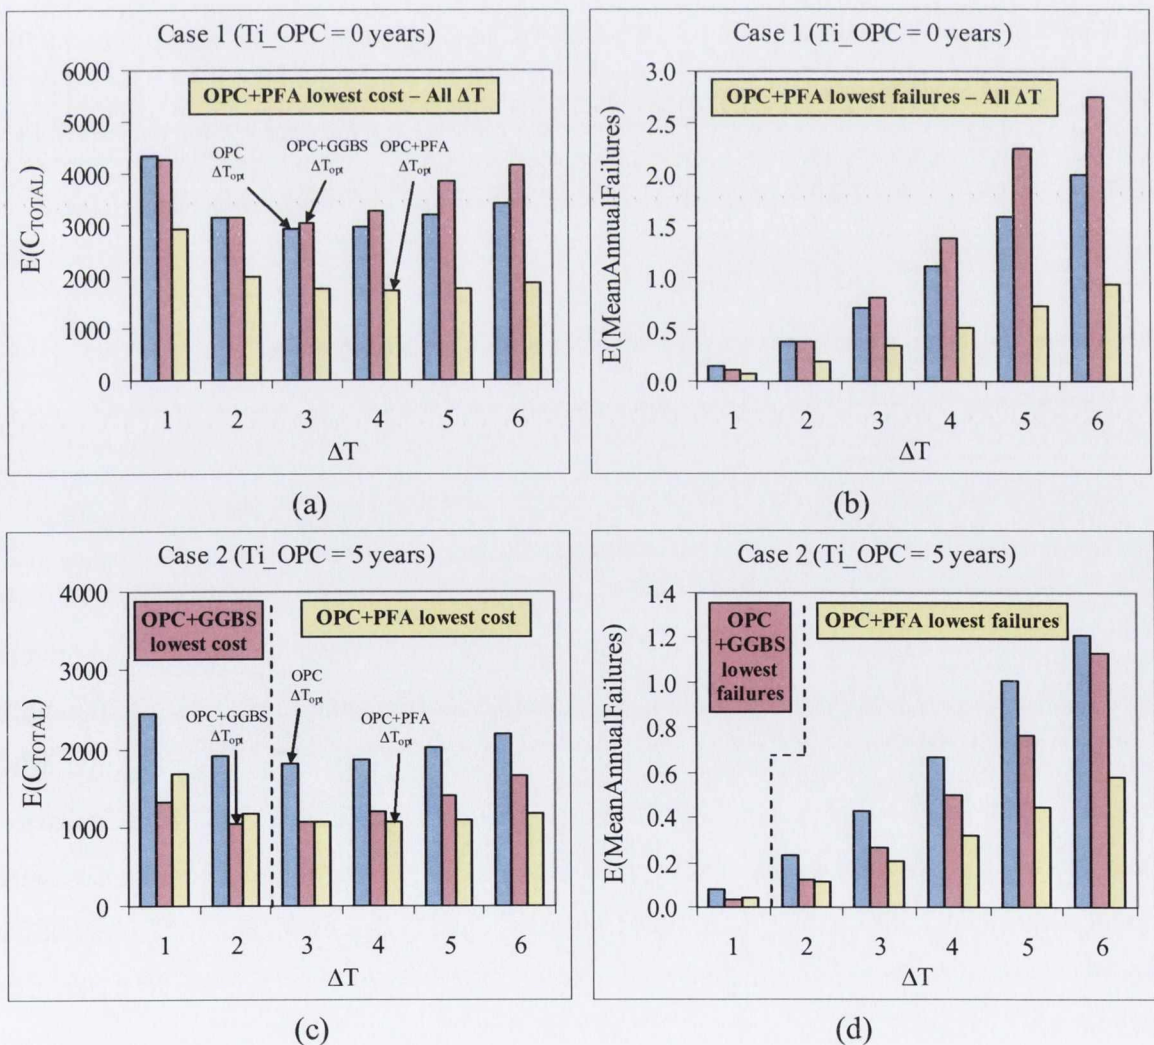 Case 1 (Ti_OPC = 0 years)
6000
5000
4000
3000
2000
1000
0
E(C_TOTAL)
OPC+PFA lowest cost – All ΔT
OPC
ΔT_opt
OPC+GGBS
ΔT_opt
OPC+PFA
ΔT_opt
1 2 3 4 5 6
ΔT
(a)
Case 1 (Ti_OPC = 0 years)
3.0
2.5
2.0
1.5
1.0
0.5
0.0
E(MeanAnnualFailures)
OPC+PFA lowest failures – All ΔT
1 2 3 4 5 6
ΔT
(b)
Case 2 (Ti_OPC = 5 years)
4000
3000
2000
1000
0
E(C_TOTAL)
OPC+GGBS
lowest cost
OPC+PFA lowest cost
OPC+GGBS
ΔT_opt
OPC
ΔT_opt
OPC+PFA
ΔT_opt
1 2 3 4 5 6
ΔT
(c)
Case 2 (Ti_OPC = 5 years)
1.4
1.2
1.0
0.8
0.6
0.4
0.2
0.0
E(MeanAnnualFailures)
OPC
+GGBS
lowest
failures
OPC+PFA lowest failures
1 2 3 4 5 6
ΔT
(d)